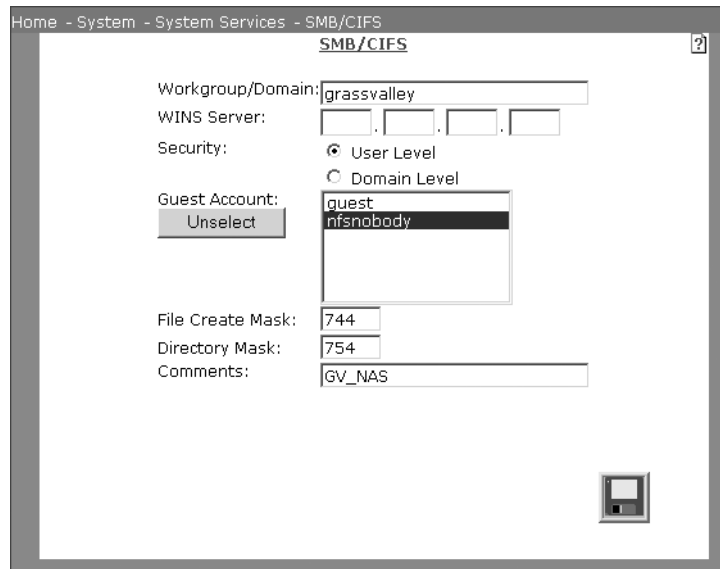 Home - System - System Services - SMB/CIFS
SMB/CIFS
?
Workgroup/Domain: grassvalley
WINS Server: . . .
Security: User Level
Domain Level
Guest Account:
Unselect
guest
nfsnobody
File Create Mask: 744
Directory Mask: 754
Comments: GV_NAS